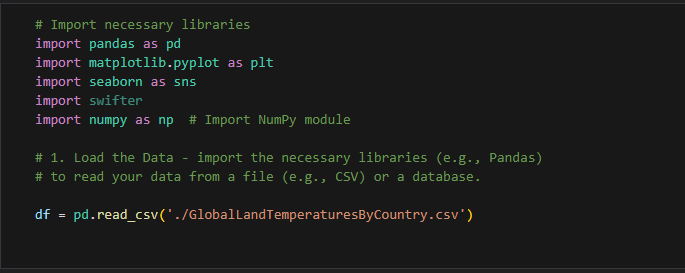 # Import necessary libraries
import pandas as pd
import matplotlib.pyplot as plt
import seaborn as sns
import swifter
import numpy as np  # Import NumPy module
# 1. Load the Data - import the necessary libraries (e.g., Pandas)
# to read your data from a file (e.g., CSV) or a database.
df = pd.read_csv('./GlobalLandTemperaturesByCountry.csv')